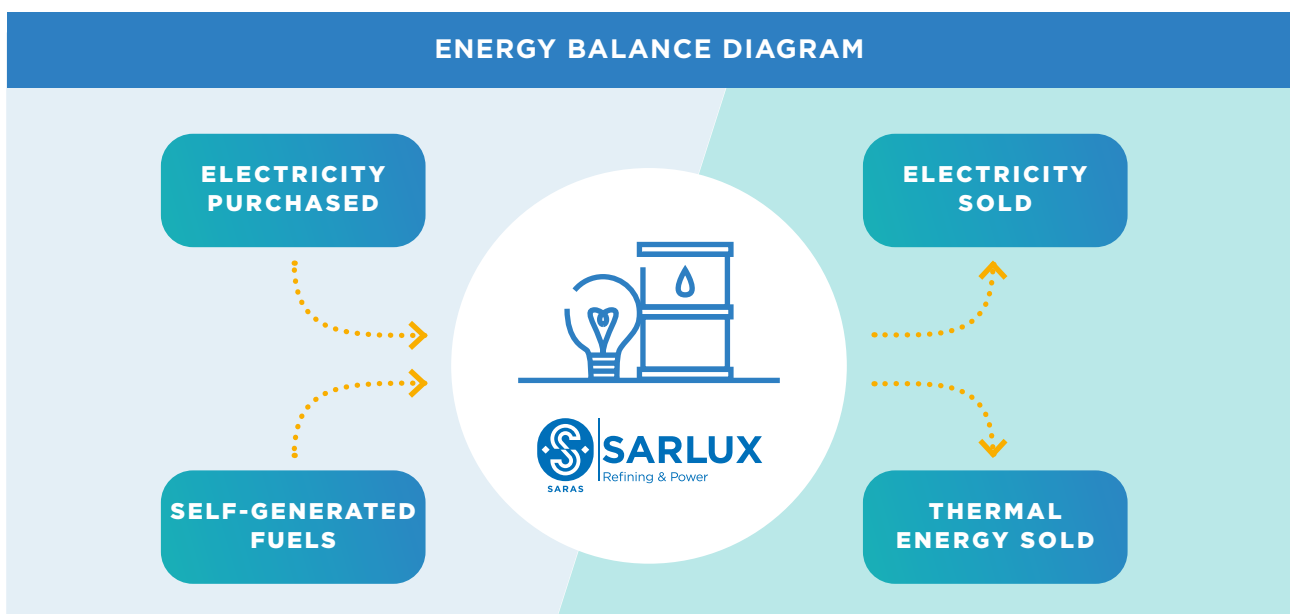 ENERGY BALANCE DIAGRAM
ELECTRICITY
PURCHASED
ELECTRICITY
SOLD
SARLUX
Refining & Power
SARAS
SELF-GENERATED
FUELS
THERMAL
ENERGY SOLD